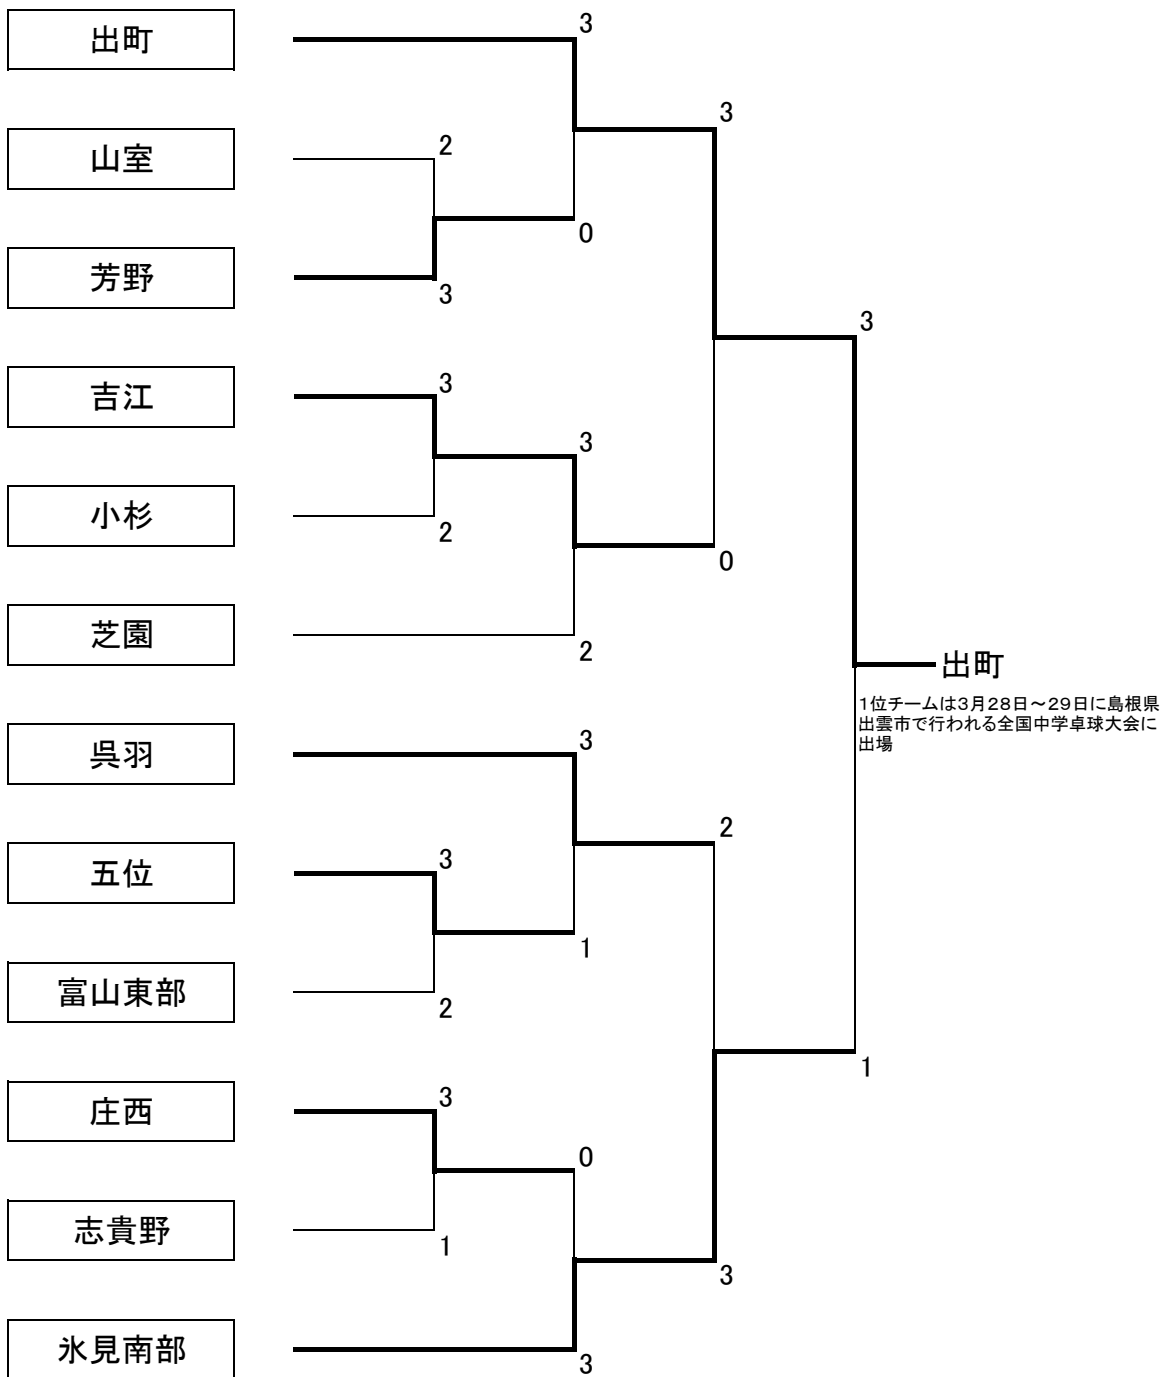 出町
3
3
山室
2
0
芳野
3
3
吉江
3
3
小杉
2
0
芝園
2
出町
1位チームは3月28日～29日に島根県
出雲市で行われる全国中学卓球大会に
出場
呉羽
3
2
五位
3
1
富山東部
2
1
庄西
3
0
志貴野
1
3
氷見南部
3